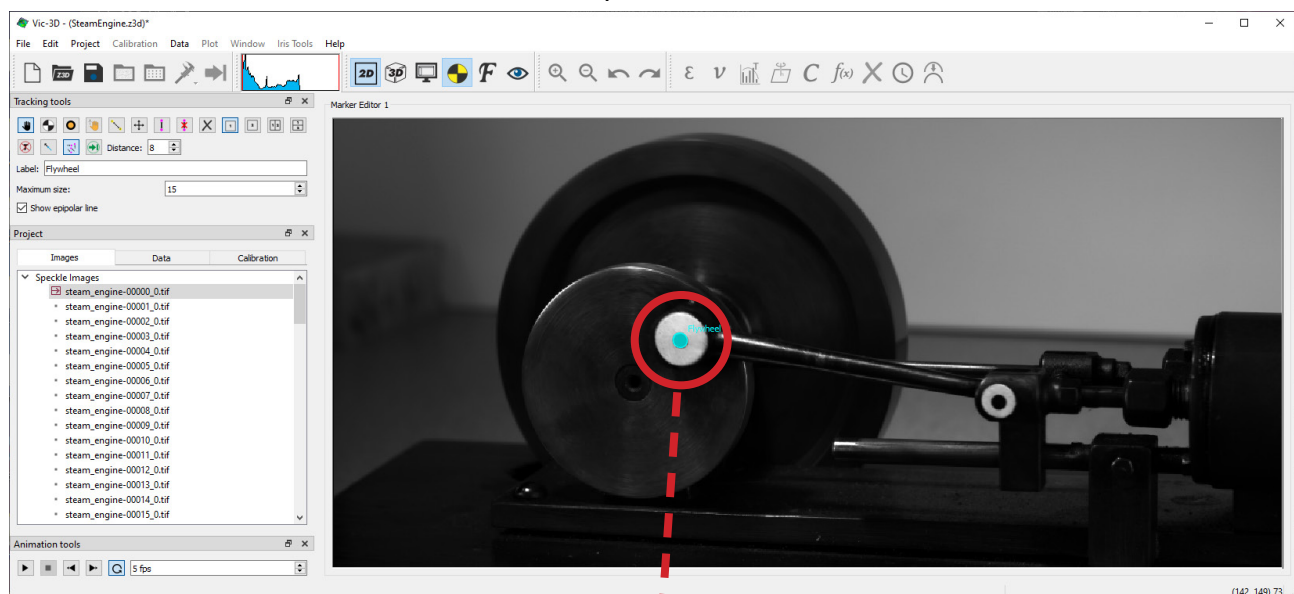 Vic-3D - (SteamEngine.z3d)*
File Edit Project Calibration Data Plot Window Iris Tools Help
Z3D 2D 3D F ε ν C f(x)
Tracking tools
Marker Editor 1
Distance: 8
Label: Flywheel
Maximum size: 15
Show epipolar line
Project
Images Data Calibration
Speckle Images
steam_engine-00000_0.tif
steam_engine-00001_0.tif
steam_engine-00002_0.tif
steam_engine-00003_0.tif
Flywheel
steam_engine-00004_0.tif
steam_engine-00005_0.tif
steam_engine-00006_0.tif
steam_engine-00007_0.tif
steam_engine-00008_0.tif
steam_engine-00009_0.tif
steam_engine-00010_0.tif
steam_engine-00011_0.tif
steam_engine-00012_0.tif
steam_engine-00013_0.tif
steam_engine-00014_0.tif
steam_engine-00015_0.tif
Animation tools
5 fps
(142, 149) 73